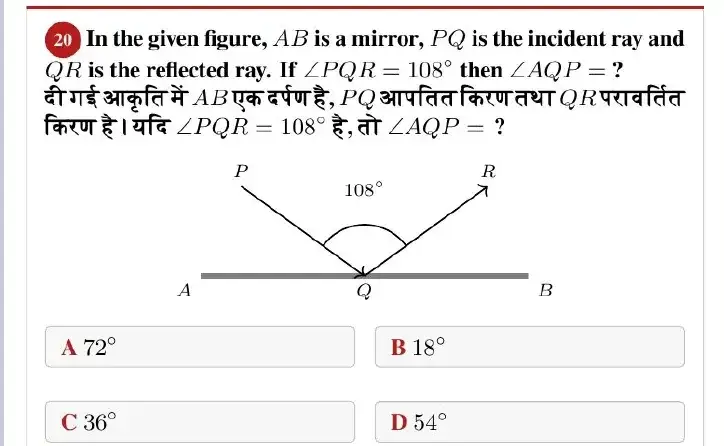 20 In the given figure, AB is a mirror, PQ is the incident ray and
QR is the reflected ray. If ∠PQR = 108° then ∠AQP = ?
दी गई आकृति में AB एक दर्पण है, PQ आपतित किरण तथा QR परावर्तित
किरण है। यदि ∠PQR = 108° है, तो ∠AQP = ?
P
R
108°
A
Q
B
A 72°
B 18°
C 36°
D 54°